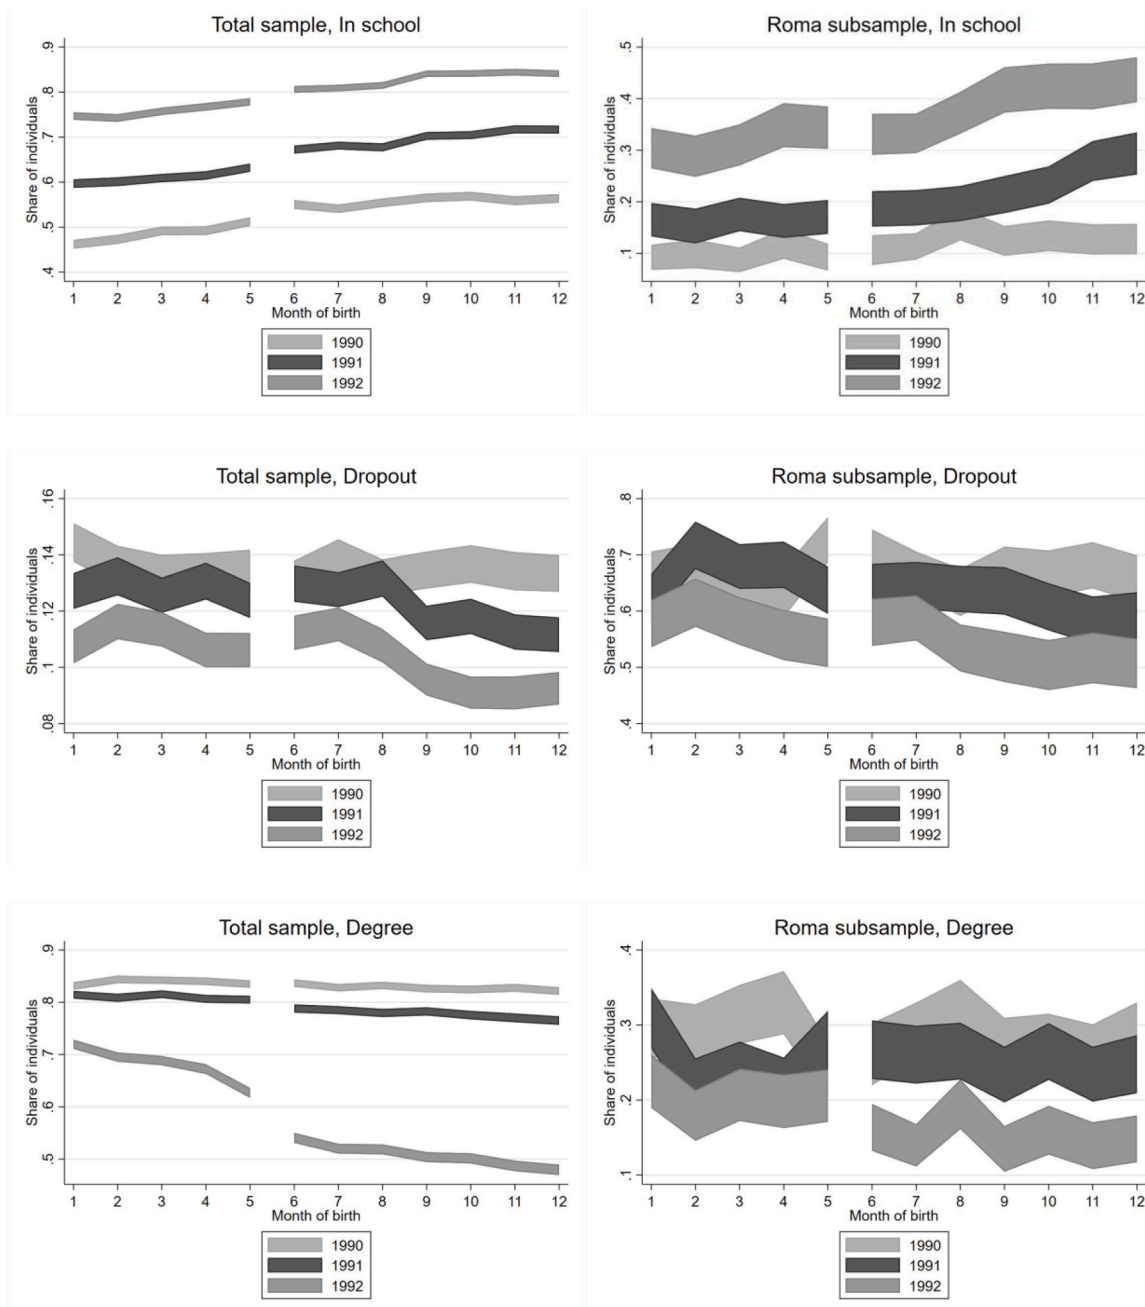 Total sample, In school
Share of individuals
.9
.8
.7
.6
.5
.4
1 2 3 4 5 6 7 8 9 10 11 12
Month of birth
1990
1991
1992
Roma subsample, In school
Share of individuals
.5
.4
.3
.2
.1
1 2 3 4 5 6 7 8 9 10 11 12
Month of birth
1990
1991
1992
Total sample, Dropout
Share of individuals
.16
.14
.12
.1
.08
1 2 3 4 5 6 7 8 9 10 11 12
Month of birth
1990
1991
1992
Roma subsample, Dropout
Share of individuals
.8
.7
.6
.5
.4
1 2 3 4 5 6 7 8 9 10 11 12
Month of birth
1990
1991
1992
Total sample, Degree
Share of individuals
.9
.8
.7
.6
.5
1 2 3 4 5 6 7 8 9 10 11 12
Month of birth
1990
1991
1992
Roma subsample, Degree
Share of individuals
.4
.3
.2
.1
1 2 3 4 5 6 7 8 9 10 11 12
Month of birth
1990
1991
1992